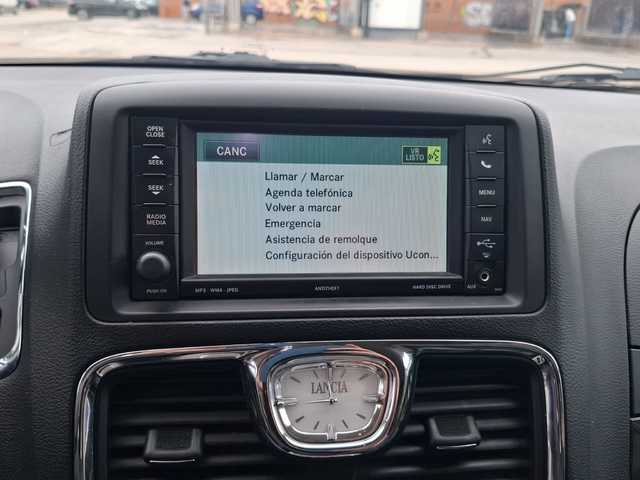 OPEN
CLOSE
SEEK
SEEK
RADIO
MEDIA
VOLUME
PUSH ON
CANC
VR
LISTO
Llamar / Marcar
Agenda telefónica
Volver a marcar
Emergencia
Asistencia de remolque
Configuración del dispositivo Ucon...
MENU
NAV
AUX
MP3 WMA - JPEG
ANDTHEFT
HARD DISC DRIVE
LANCIA